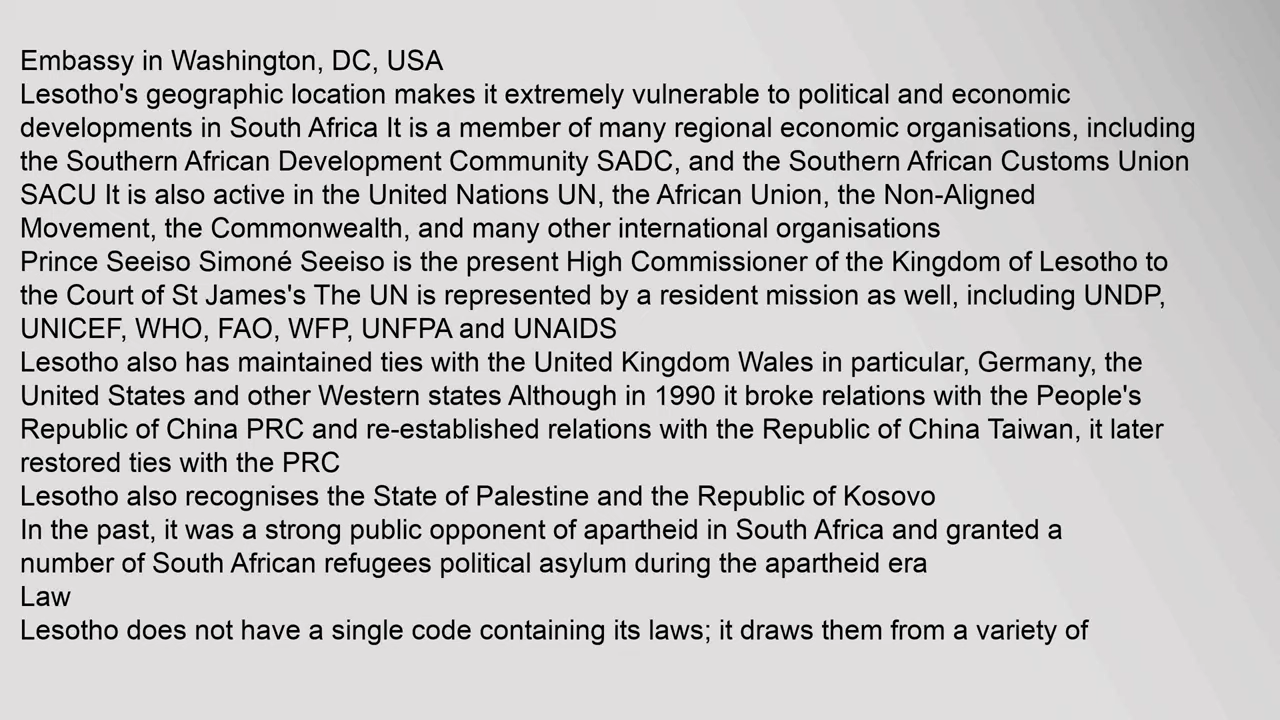 Embassy in Washington, DC, USA
Lesotho's geographic location makes it extremely vulnerable to political and economic
developments in South Africa It is a member of many regional economic organisations, including
the Southern African Development Community SADC, and the Southern African Customs Union
SACU It is also active in the United Nations UN, the African Union, the Non-Aligned
Movement, the Commonwealth, and many other international organisations
Prince Seeiso Simoné Seeiso is the present High Commissioner of the Kingdom of Lesotho to
the Court of St James's The UN is represented by a resident mission as well, including UNDP,
UNICEF, WHO, FAO, WFP, UNFPA and UNAIDS
Lesotho also has maintained ties with the United Kingdom Wales in particular, Germany, the
United States and other Western states Although in 1990 it broke relations with the People's
Republic of China PRC and re-established relations with the Republic of China Taiwan, it later
restored ties with the PRC
Lesotho also recognises the State of Palestine and the Republic of Kosovo
In the past, it was a strong public opponent of apartheid in South Africa and granted a
number of South African refugees political asylum during the apartheid era
Law
Lesotho does not have a single code containing its laws; it draws them from a variety of